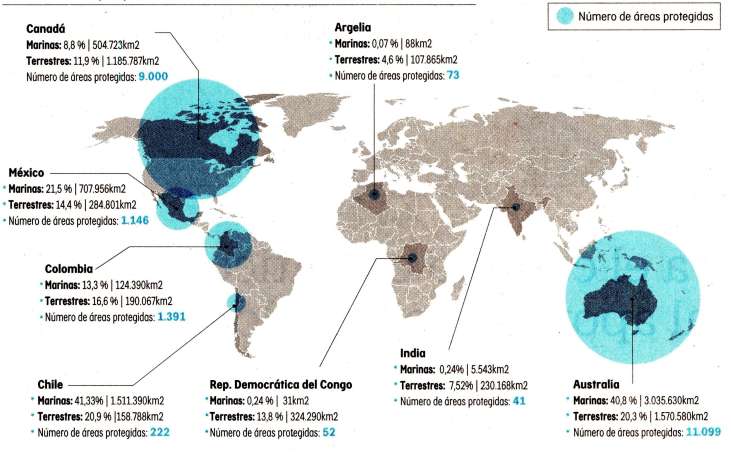 Número de áreas protegidas
Canadá
Marinas: 8,8 % | 504.723km2
Terrestres: 11,9 % | 1.185.787km2
Número de áreas protegidas: 9.000
Argelia
• Marinas: 0,07 % | 88km2
• Terrestres: 4,6 % | 107.865km2
• Número de áreas protegidas: 73
México
• Marinas: 21,5 % | 707.956km2
• Terrestres: 14,4 % | 284.801km2
• Número de áreas protegidas: 1.146
Colombia
• Marinas: 13,3 % | 124.390km2
• Terrestres: 16,6 % | 190.067km2
• Número de áreas protegidas: 1.391
Chile
• Marinas: 41,33% | 1.511.390km2
• Terrestres: 20,9 % |158.788km2
• Número de áreas protegidas: 222
Rep. Democrática del Congo
• Marinas: 0,24 % | 31km2
• Terrestres: 13,8 % | 324.290km2
• Número de áreas protegidas: 52
India
• Marinas: 0,24% | 5.543km2
• Terrestres: 7,52% | 230.168km2
• Número de áreas protegidas: 41
Australia
• Marinas: 40,8 % | 3.035.630km2
• Terrestres: 20,3 % | 1.570.580km2
• Número de áreas protegidas: 11.099